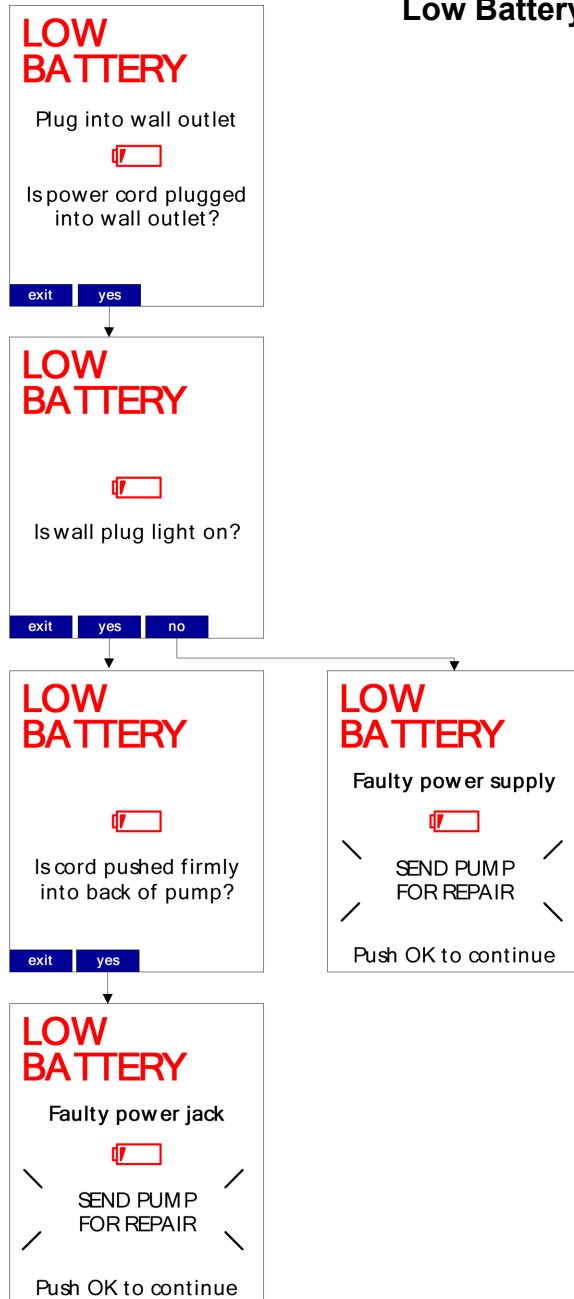 Low Battery
LOW
BATTERY
Plug into wall outlet
Is power cord plugged
into wall outlet?
exit yes
LOW
BATTERY
Is wall plug light on?
exit yes no
LOW
BATTERY
Is cord pushed firmly
into back of pump?
exit yes
LOW
BATTERY
Faulty power supply
SEND PUMP
FOR REPAIR
Push OK to continue
LOW
BATTERY
Faulty power jack
SEND PUMP
FOR REPAIR
Push OK to continue